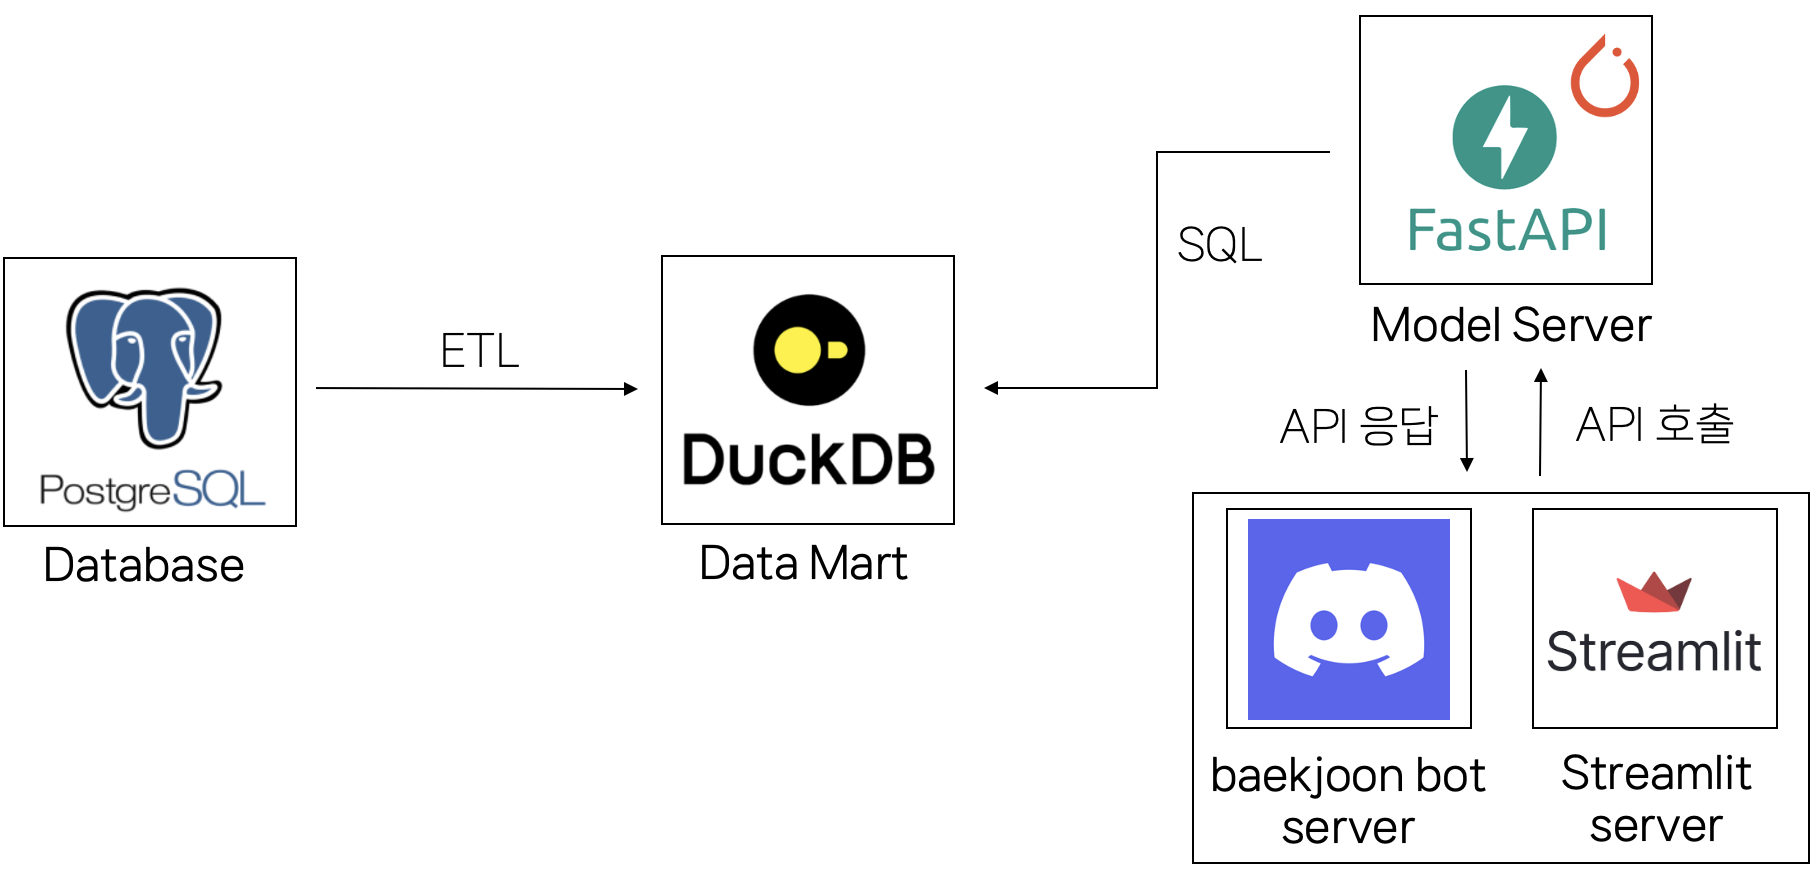 PostgreSQL
Database
ETL
DuckDB
Data Mart
SQL
FastAPI
Model Server
API 응답
API 호출
baekjoon bot
server
Streamlit
Streamlit
server